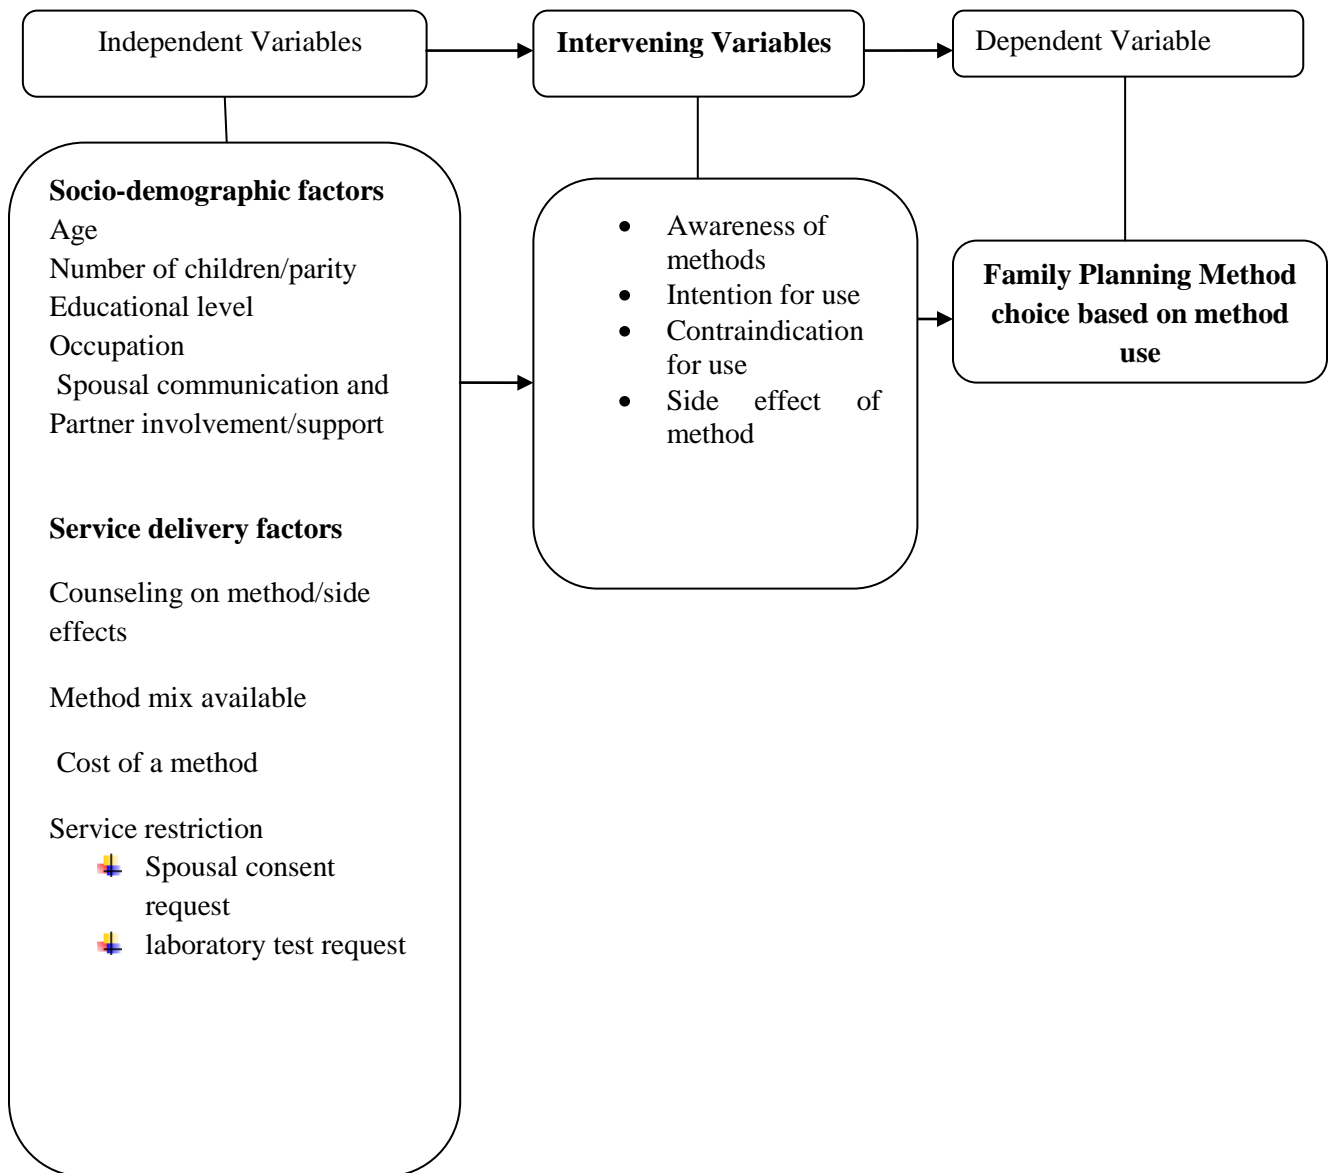 Independent Variables
Intervening Variables
Dependent Variable
Socio-demographic factors
Age
Number of children/parity
Educational level
Occupation
Spousal communication and
Partner involvement/support
Service delivery factors
Counseling on method/side
effects
Method mix available
Cost of a method
Service restriction
Spousal consent
request
laboratory test request
• Awareness of
methods
• Intention for use
• Contraindication
for use
• Side effect of
method
Family Planning Method
choice based on method
use